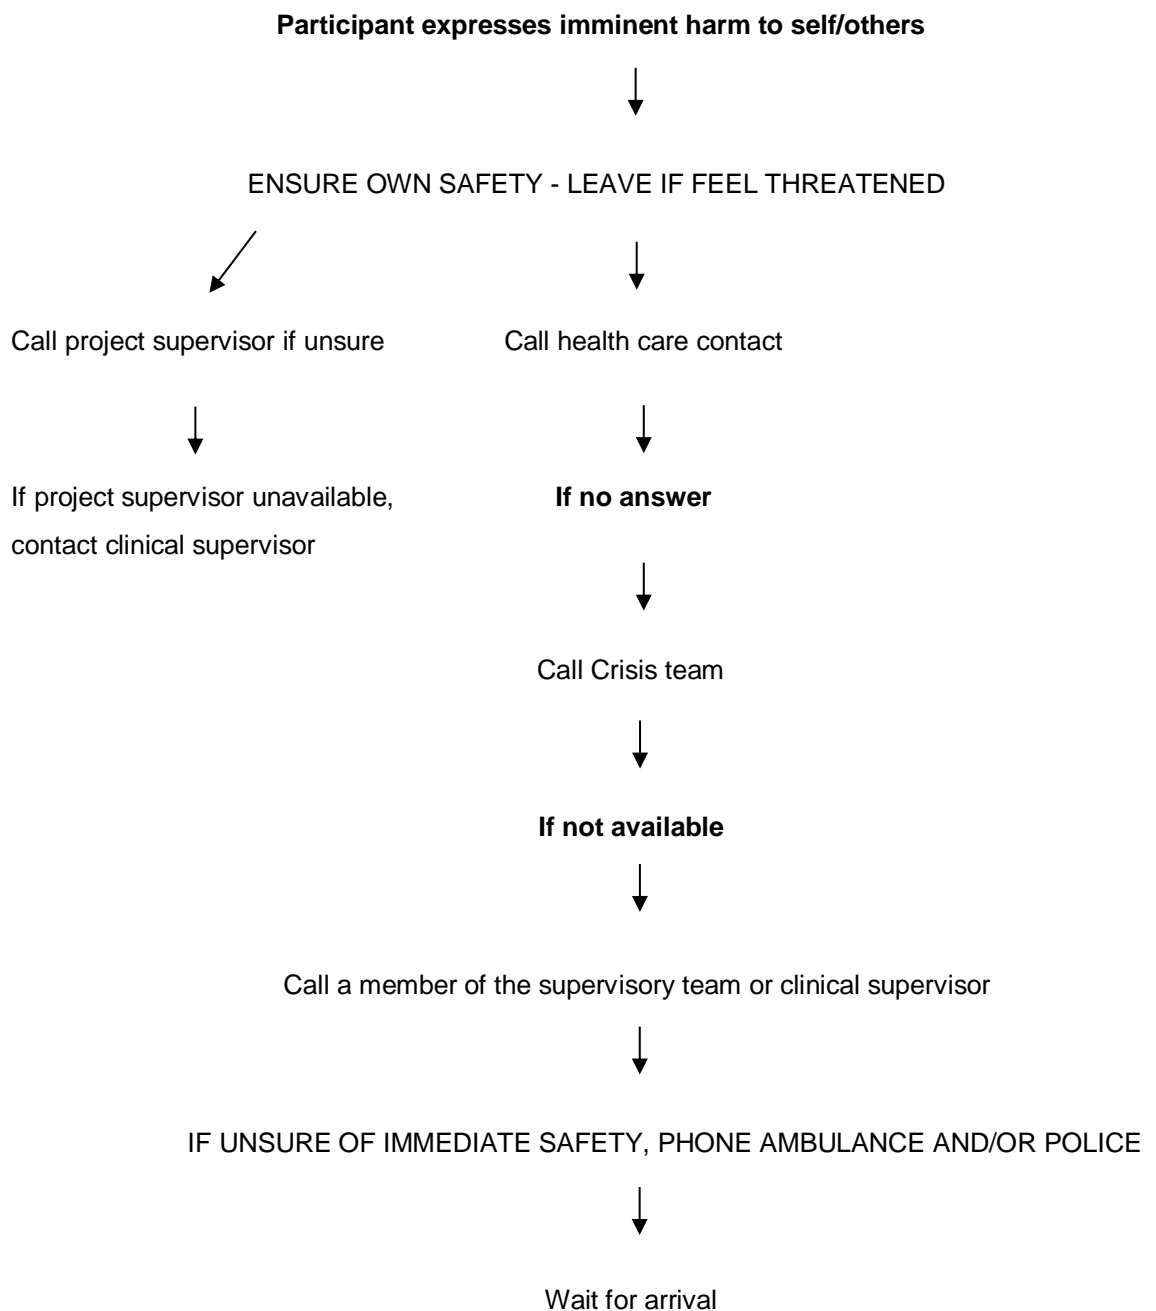 Participant expresses imminent harm to self/others
ENSURE OWN SAFETY - LEAVE IF FEEL THREATENED
Call project supervisor if unsure
Call health care contact
If project supervisor unavailable,
contact clinical supervisor
If no answer
Call Crisis team
If not available
Call a member of the supervisory team or clinical supervisor
IF UNSURE OF IMMEDIATE SAFETY, PHONE AMBULANCE AND/OR POLICE
Wait for arrival